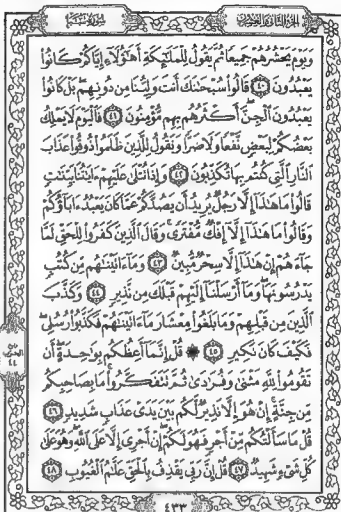 الجزء الثاني والعشرون
سورة سبإ
وَيَوْمَ يَحْشُرُهُمْ جَمِيعًا ثُمَّ يَقُولُ لِلْمَلَٰٓئِكَةِ أَهَٰٓؤُلَآءِ إِيَّاكُمْ كَانُوا۟
يَعْبُدُونَ ٤٠ قَالُوا۟ سُبْحَٰنَكَ أَنتَ وَلِيُّنَا مِن دُونِهِم بَلْ كَانُوا۟
يَعْبُدُونَ ٱلْجِنَّ أَكْثَرُهُم بِهِم مُّؤْمِنُونَ ٤١ فَٱلْيَوْمَ لَا يَمْلِكُ
بَعْضُكُمْ لِبَعْضٍ نَّفْعًا وَلَا ضَرًّا وَنَقُولُ لِلَّذِينَ ظَلَمُوا۟ ذُوقُوا۟ عَذَابَ
ٱلنَّارِ ٱلَّتِى كُنتُم بِهَا تُكَذِّبُونَ ٤٢ وَإِذَا تُتْلَىٰ عَلَيْهِمْ ءَايَٰتُنَا بَيِّنَٰتٍ
قَالُوا۟ مَا هَٰذَآ إِلَّا رَجُلٌ يُرِيدُ أَن يَصُدَّكُمْ عَمَّا كَانَ يَعْبُدُ ءَابَآؤُكُمْ
وَقَالُوا۟ مَا هَٰذَآ إِلَّآ إِفْكٌ مُّفْتَرًى وَقَالَ ٱلَّذِينَ كَفَرُوا۟ لِلْحَقِّ لَمَّا
جَآءَهُمْ إِنْ هَٰذَآ إِلَّا سِحْرٌ مُّبِينٌ ٤٣ وَمَآ ءَاتَيْنَٰهُم مِّن كُتُبٍ
يَدْرُسُونَهَا وَمَآ أَرْسَلْنَآ إِلَيْهِمْ قَبْلَكَ مِن نَّذِيرٍ ٤٤ وَكَذَّبَ
ٱلَّذِينَ مِن قَبْلِهِمْ وَمَا بَلَغُوا۟ مِعْشَارَ مَآ ءَاتَيْنَٰهُمْ فَكَذَّبُوا۟ رُسُلِى
فَكَيْفَ كَانَ نَكِيرِ ٤٥ ۞ قُلْ إِنَّمَآ أَعِظُكُم بِوَٰحِدَةٍ أَن
تَقُومُوا۟ لِلَّهِ مَثْنَىٰ وَفُرَٰدَىٰ ثُمَّ تَتَفَكَّرُوا۟ مَا بِصَاحِبِكُم
مِّن جِنَّةٍ إِنْ هُوَ إِلَّا نَذِيرٌ لَّكُم بَيْنَ يَدَىْ عَذَابٍ شَدِيدٍ ٤٦
قُلْ مَا سَأَلْتُكُم مِّنْ أَجْرٍ فَهُوَ لَكُمْ إِنْ أَجْرِىَ إِلَّا عَلَى ٱللَّهِ وَهُوَ عَلَىٰ
كُلِّ شَىْءٍ شَهِيدٌ ٤٧ قُلْ إِنَّ رَبِّى يَقْذِفُ بِٱلْحَقِّ عَلَّٰمُ ٱلْغُيُوبِ ٤٨
٤٣٣